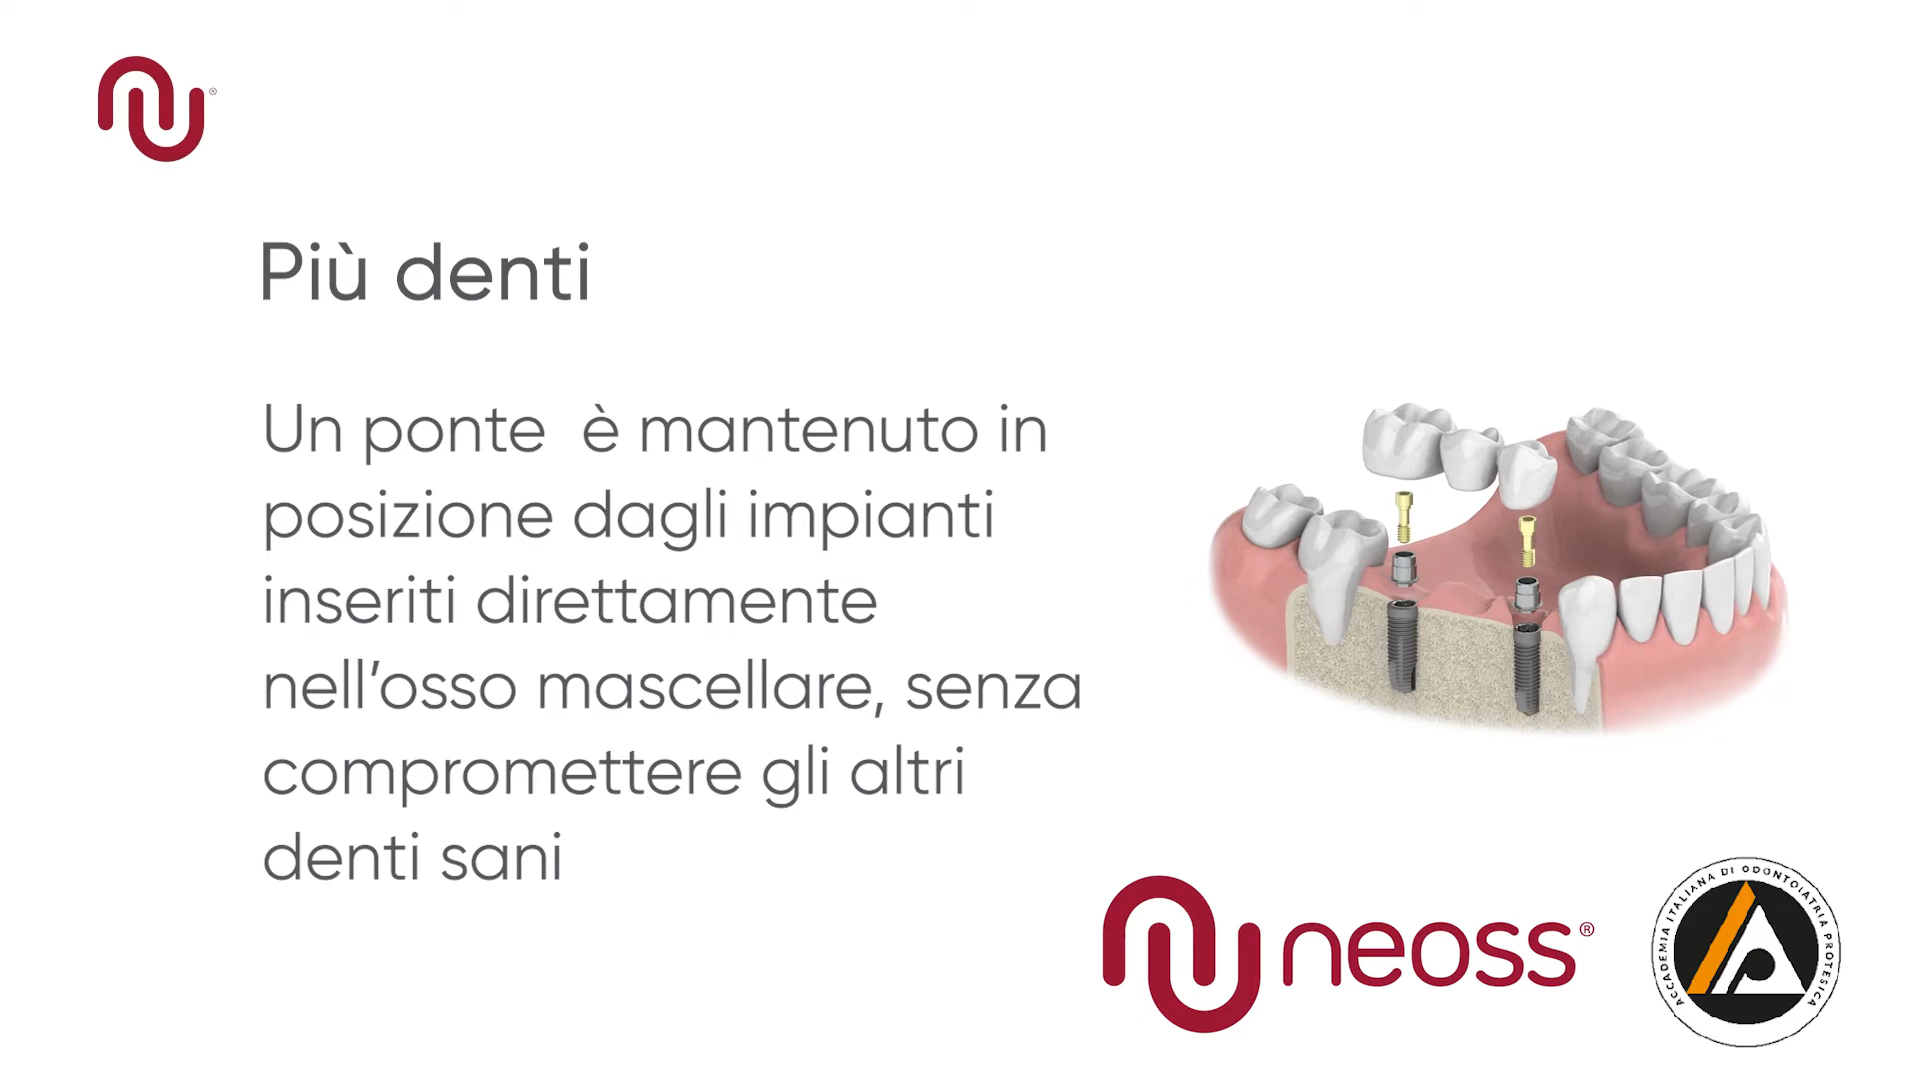 Più denti
Un ponte è mantenuto in
posizione dagli impianti
inseriti direttamente
nell’osso mascellare, senza
compromettere gli altri
denti sani
neoss®
ACCADEMIA ITALIANA DI ODONTOIATRIA PROTESICA